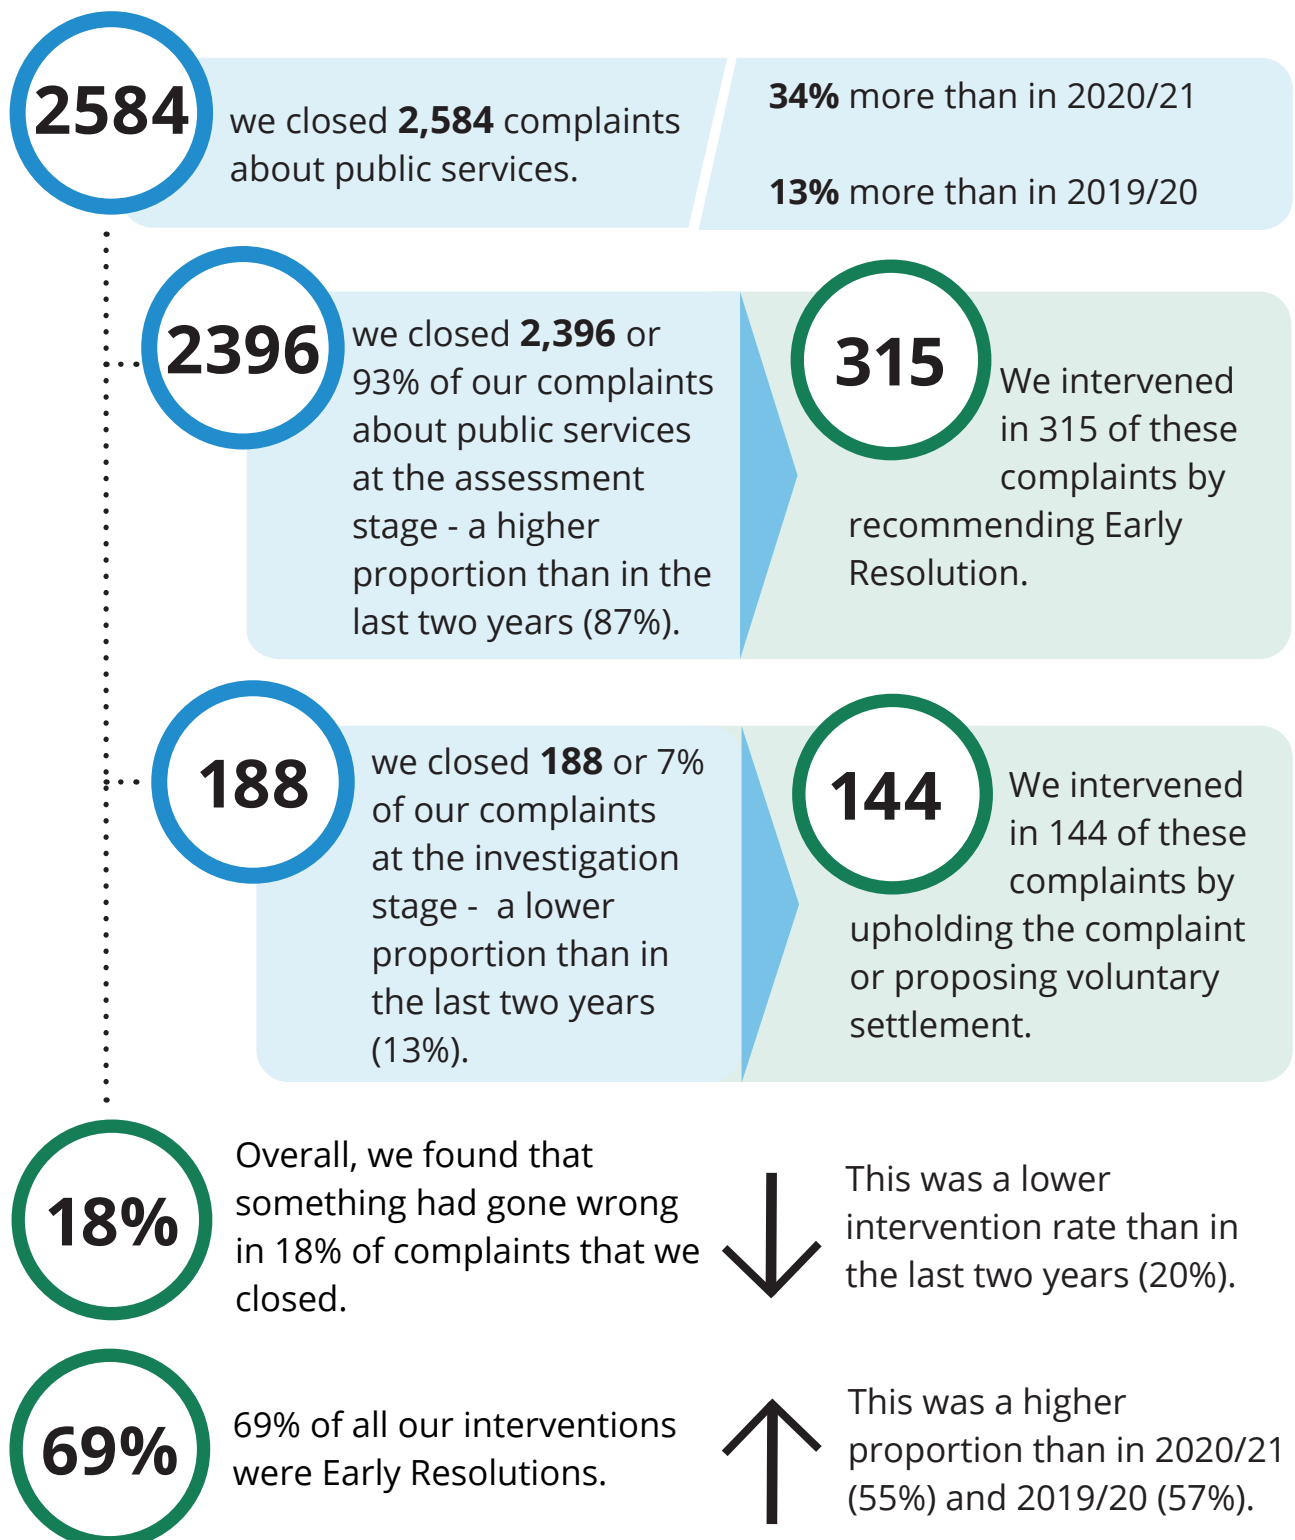 2584
we closed 2,584 complaints
about public services.
34% more than in 2020/21
13% more than in 2019/20
2396
we closed 2,396 or
93% of our complaints
about public services
at the assessment
stage - a higher
proportion than in the
last two years (87%).
315
We intervened
in 315 of these
complaints by
recommending Early
Resolution.
188
we closed 188 or 7%
of our complaints
at the investigation
stage -  a lower
proportion than in
the last two years
(13%).
144
We intervened
in 144 of these
complaints by
upholding the complaint
or proposing voluntary
settlement.
18%
Overall, we found that
something had gone wrong
in 18% of complaints that we
closed.
This was a lower
intervention rate than in
the last two years (20%).
69%
69% of all our interventions
were Early Resolutions.
This was a higher
proportion than in 2020/21
(55%) and 2019/20 (57%).